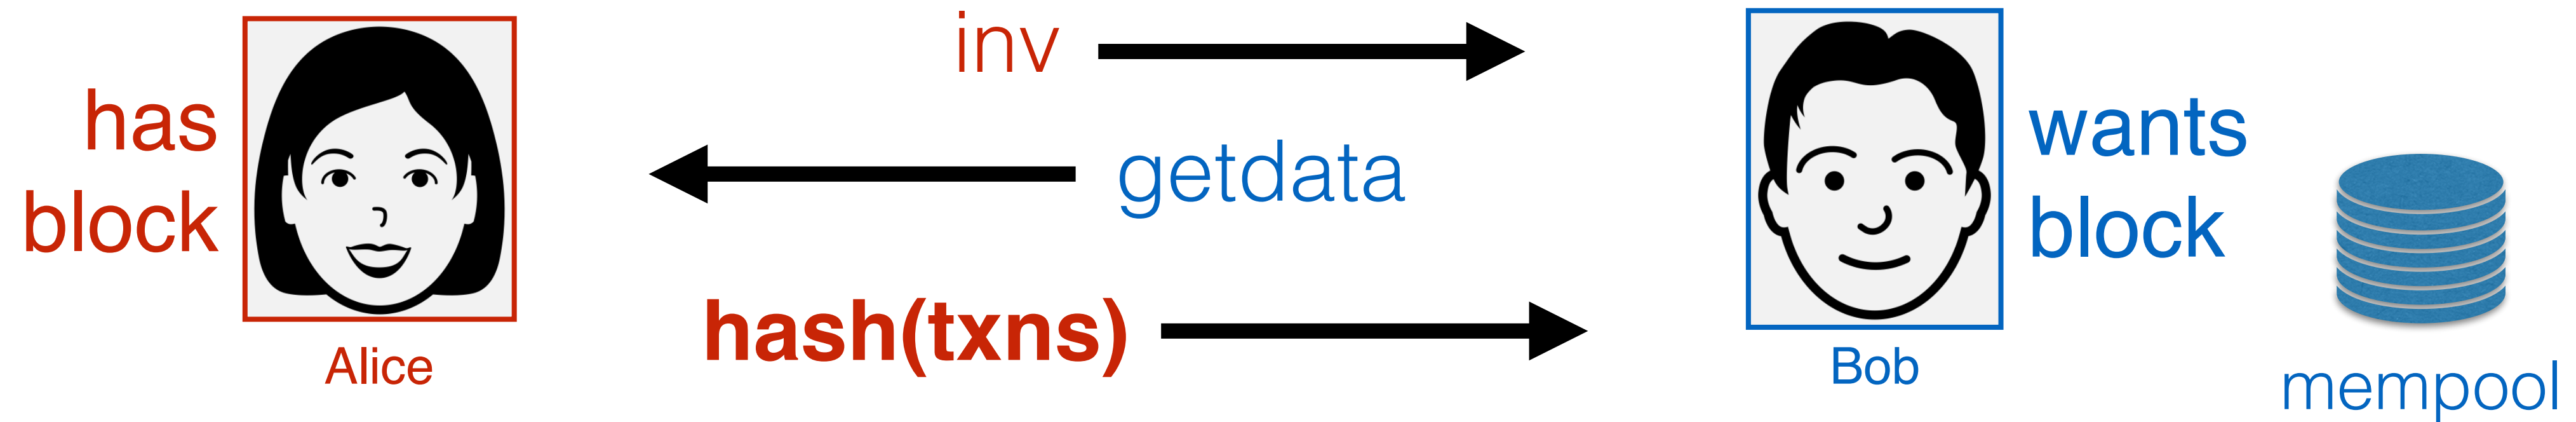 has
block
Alice
inv
getdata
hash(txns)
wants
block
Bob
mempool